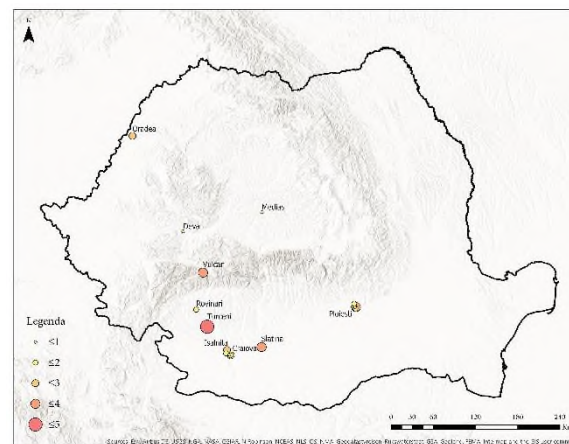 N
Oradea
Medias
Deva
Vulcan
Rovinari
Turceni
Ploiesti
Isalnita
Craiova
Slatina
Legenda
≤1
≤2
≤3
≤4
≤5
0 30 60 120 180 240